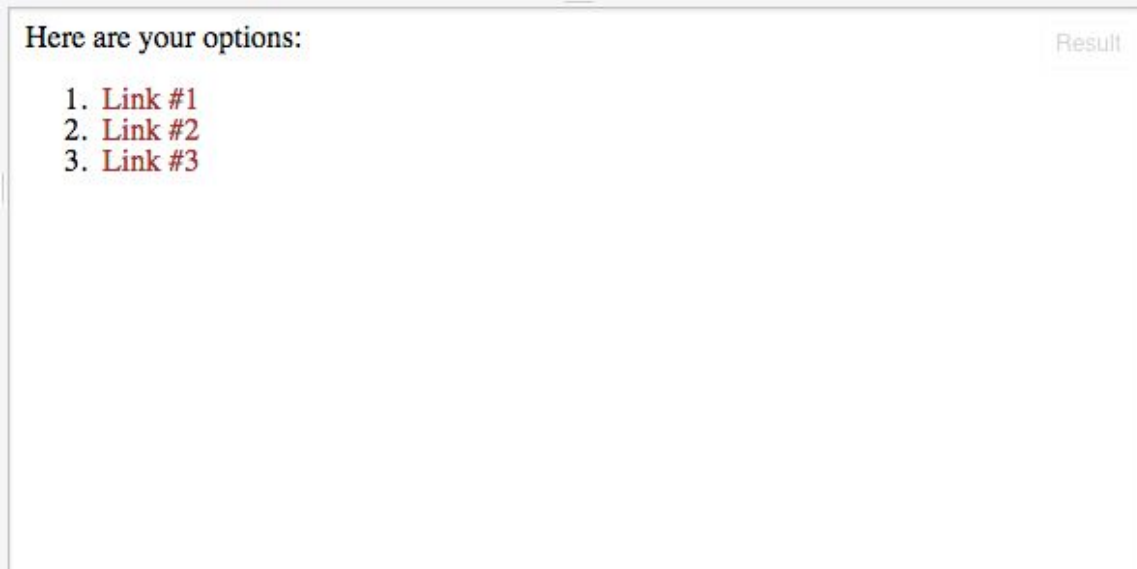 Here are your options:
Result
1. Link #1
2. Link #2
3. Link #3